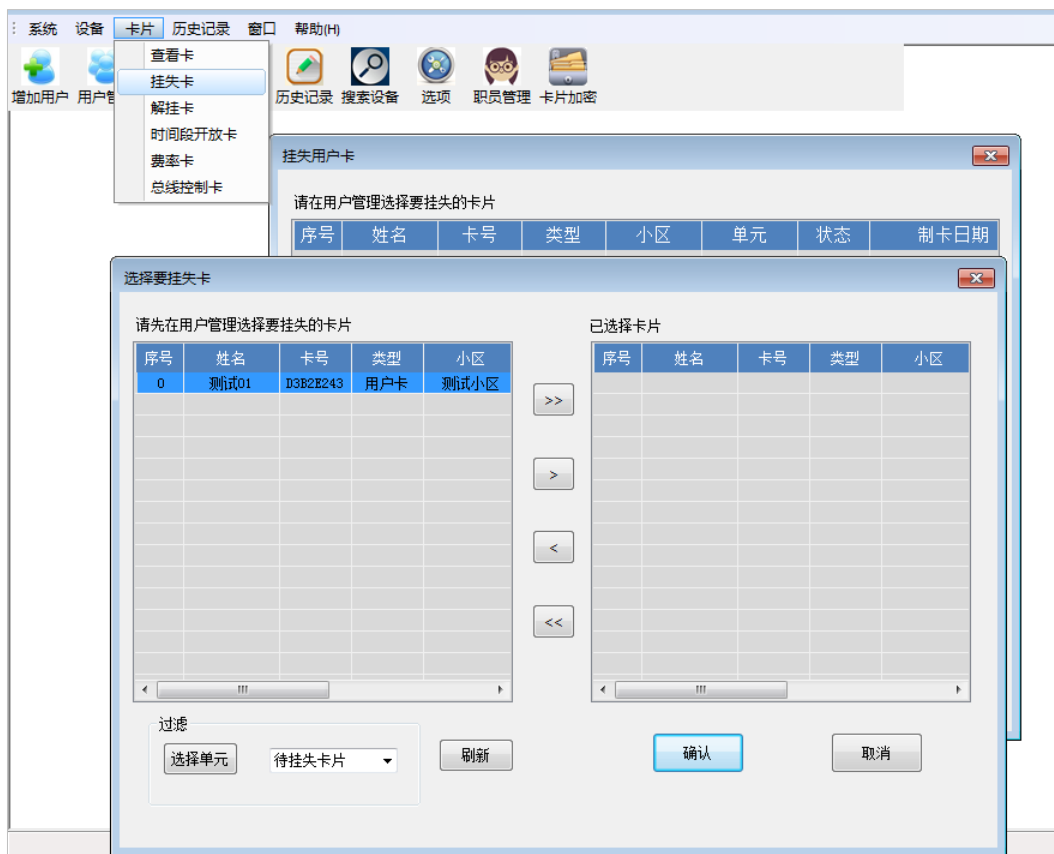 系统 设备 卡片 历史记录 窗口 帮助(H)
查看卡
挂失卡
解挂卡
时间段开放卡
费率卡
总线控制卡
增加用户 用户管 历史记录 搜索设备 选项 职员管理 卡片加密
挂失用户卡
请在用户管理选择要挂失的卡片
序号 姓名 卡号 类型 小区 单元 状态 制卡日期
选择要挂失卡
请先在用户管理选择要挂失的卡片
已选择卡片
序号 姓名 卡号 类型 小区
序号 姓名 卡号 类型 小区
0 测试01 D3B2E243 用户卡 测试小区
>>
>
<
<<
过滤
选择单元 待挂失卡片 刷新 确认 取消